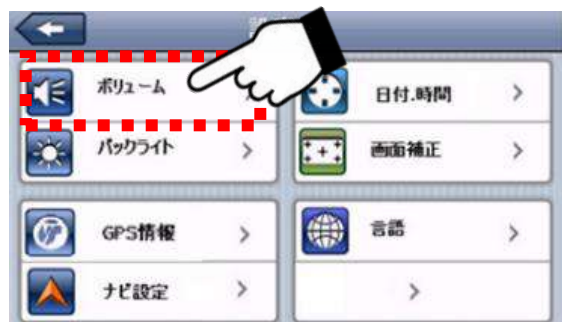 ボリューム
日付.時間
バックライト
画面補正
GPS情報
言語
ナビ設定